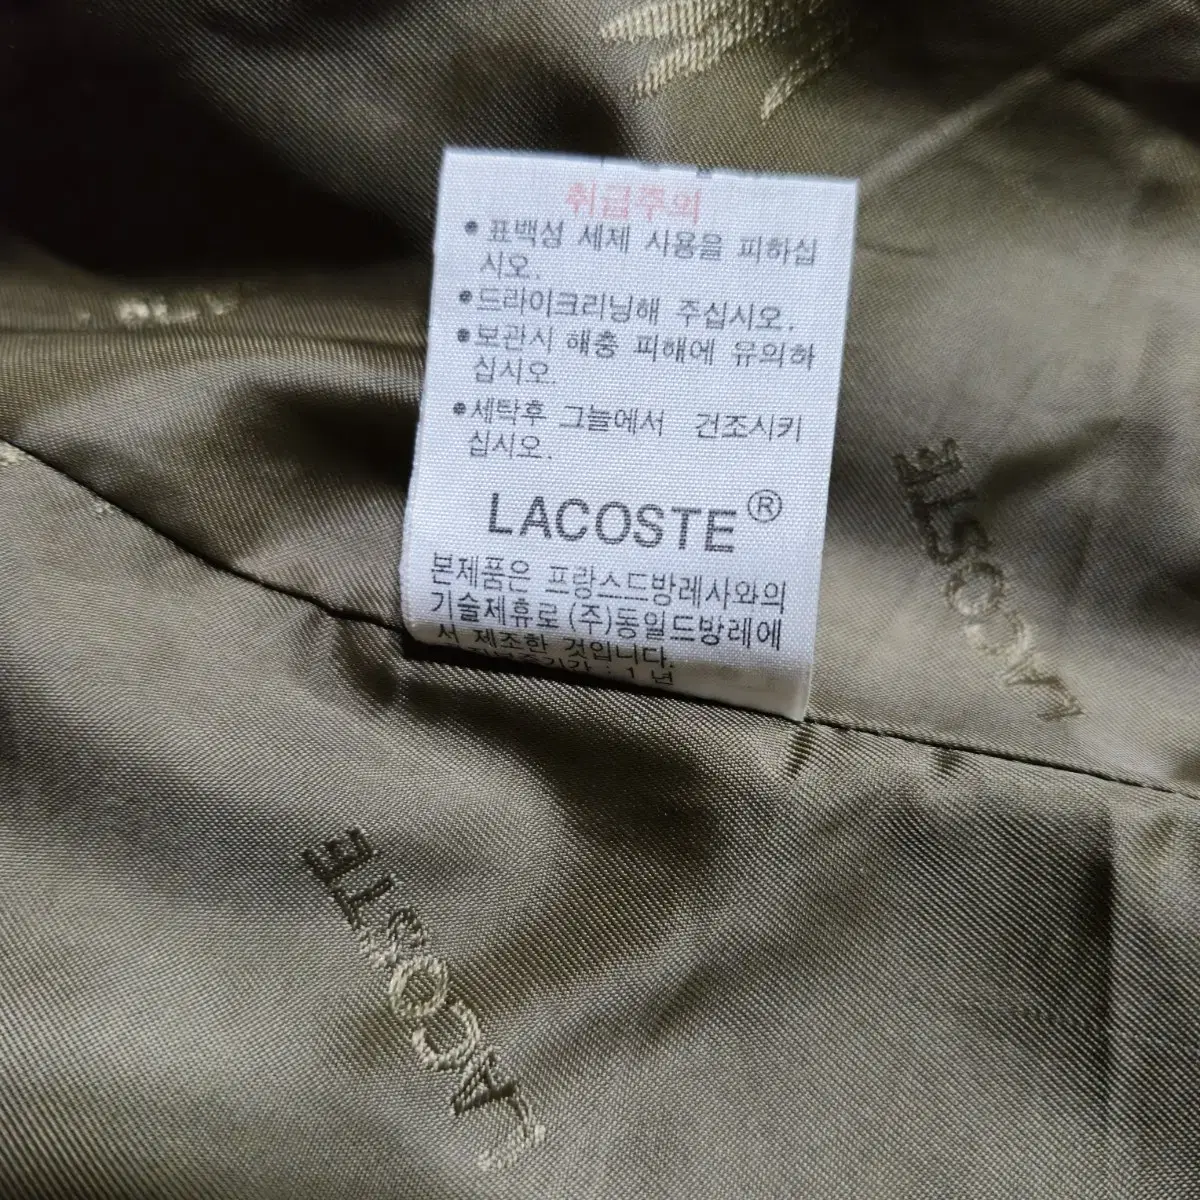 취급주의
● 표백성 세제 사용을 피하십
시오.
● 드라이크리닝해 주십시오.
● 보관시 해충 피해에 유의하
십시오.
● 세탁후 그늘에서 건조시키
십시오.
LACOSTE®
본제품은 프랑스드방레사와의
기술제휴로 (주)동일드방레에
서 제조한 것입니다.
: 1 년
LACOSTE
LACOSTE